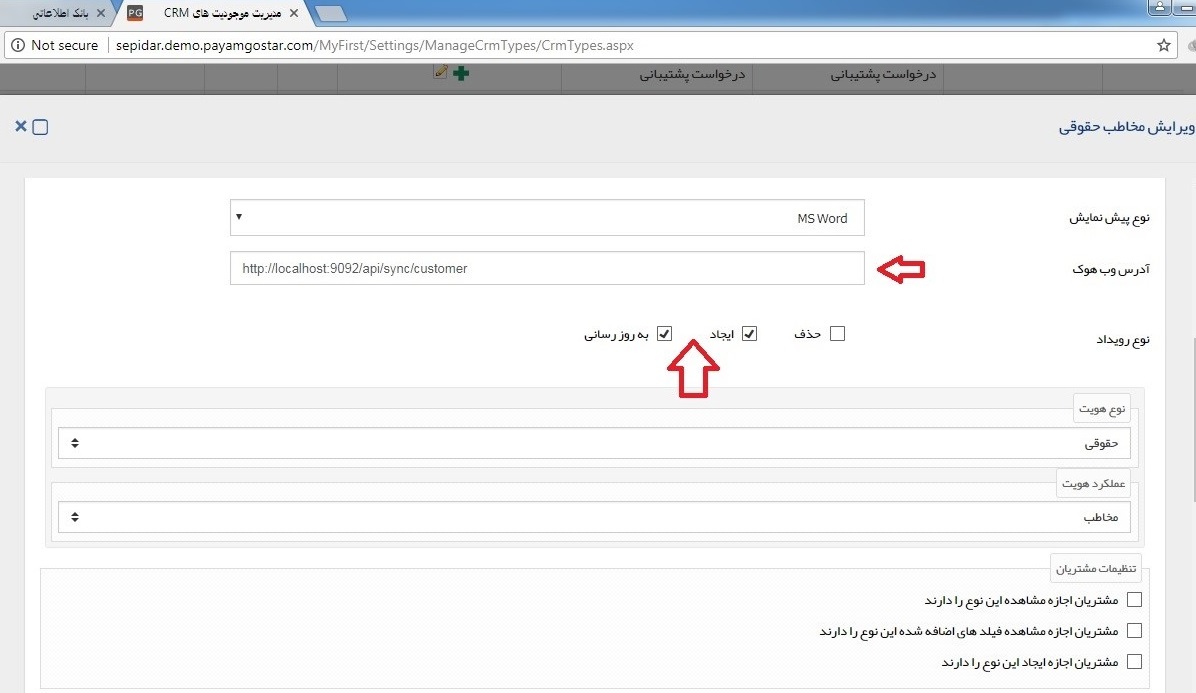 بانک اطلاعاتی
PG مدیریت موجودیت های CRM
Not secure sepidar.demo.payamgostar.com/MyFirst/Settings/ManageCrmTypes/CrmTypes.aspx
درخواست پشتیبانی درخواست پشتیبانی
ویرایش مخاطب حقوقی
نوع پیش نمایش MS Word
آدرس وب هوک http://localhost:9092/api/sync/customer
نوع رویداد حذف ایجاد به روز رسانی
نوع هویت
حقوقی
عملکرد هویت
مخاطب
تنظیمات مشتریان
مشتریان اجازه مشاهده این نوع را دارند
مشتریان اجازه مشاهده فیلد های اضافه شده این نوع را دارند
مشتریان اجازه ایجاد این نوع را دارند